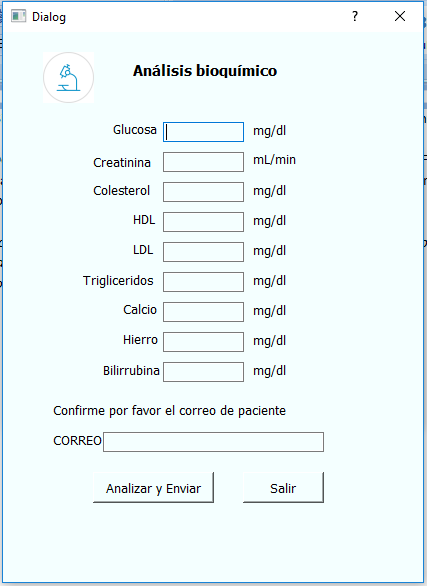 Dialog ?
Análisis bioquímico
Glucosa mg/dl
Creatinina mL/min
Colesterol mg/dl
HDL mg/dl
LDL mg/dl
Trigliceridos mg/dl
Calcio mg/dl
Hierro mg/dl
Bilirrubina mg/dl
Confirme por favor el correo de paciente
CORREO
Analizar y Enviar Salir